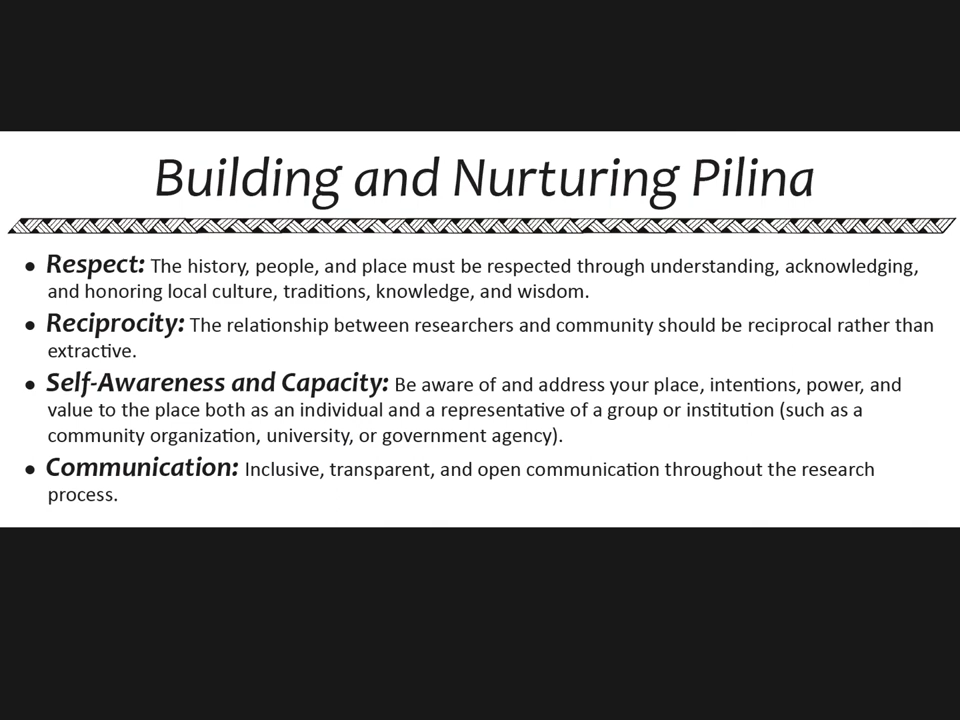 Building and Nurturing Pilina
• Respect: The history, people, and place must be respected through understanding, acknowledging,
and honoring local culture, traditions, knowledge, and wisdom.
• Reciprocity: The relationship between researchers and community should be reciprocal rather than
extractive.
• Self-Awareness and Capacity: Be aware of and address your place, intentions, power, and
value to the place both as an individual and a representative of a group or institution (such as a
community organization, university, or government agency).
• Communication: Inclusive, transparent, and open communication throughout the research
process.